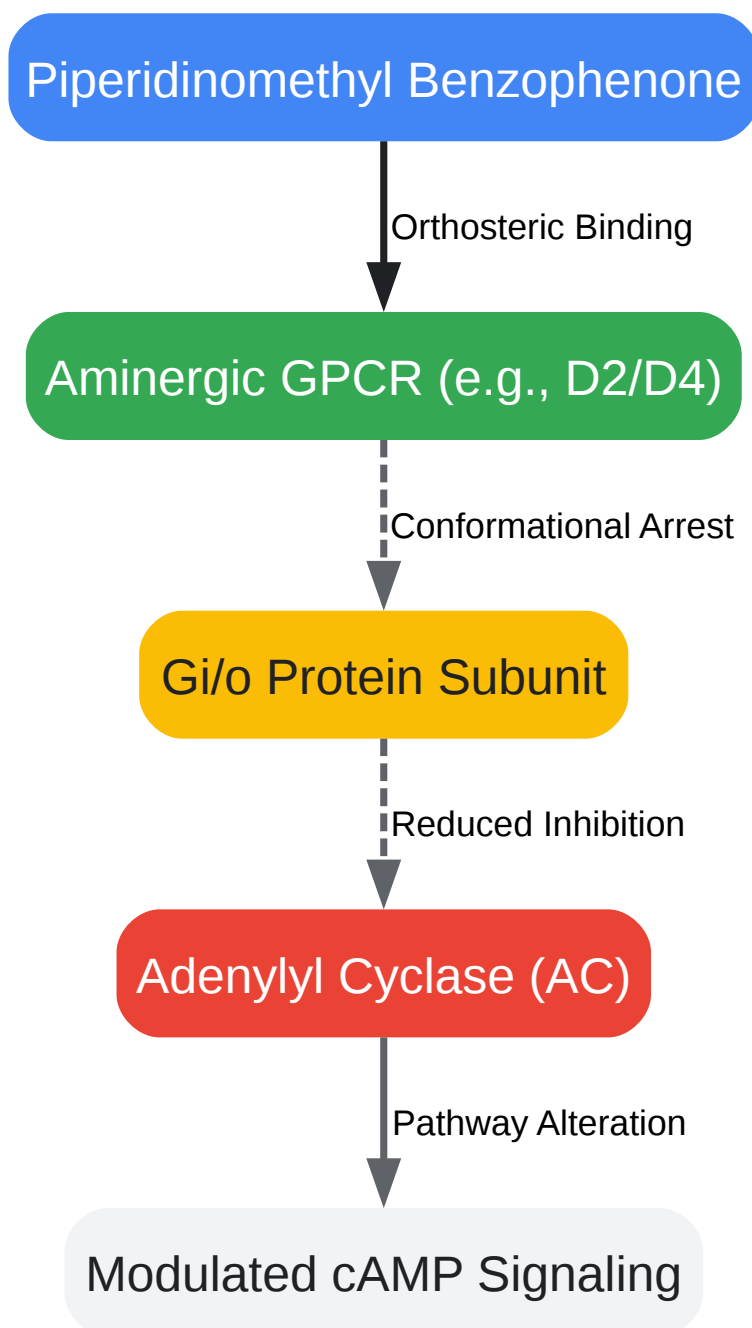 Piperidinomethyl Benzophenone
Orthosteric Binding
Aminergic GPCR (e.g., D2/D4)
Conformational Arrest
Gi/o Protein Subunit
Reduced Inhibition
Adenylyl Cyclase (AC)
Pathway Alteration
Modulated cAMP Signaling